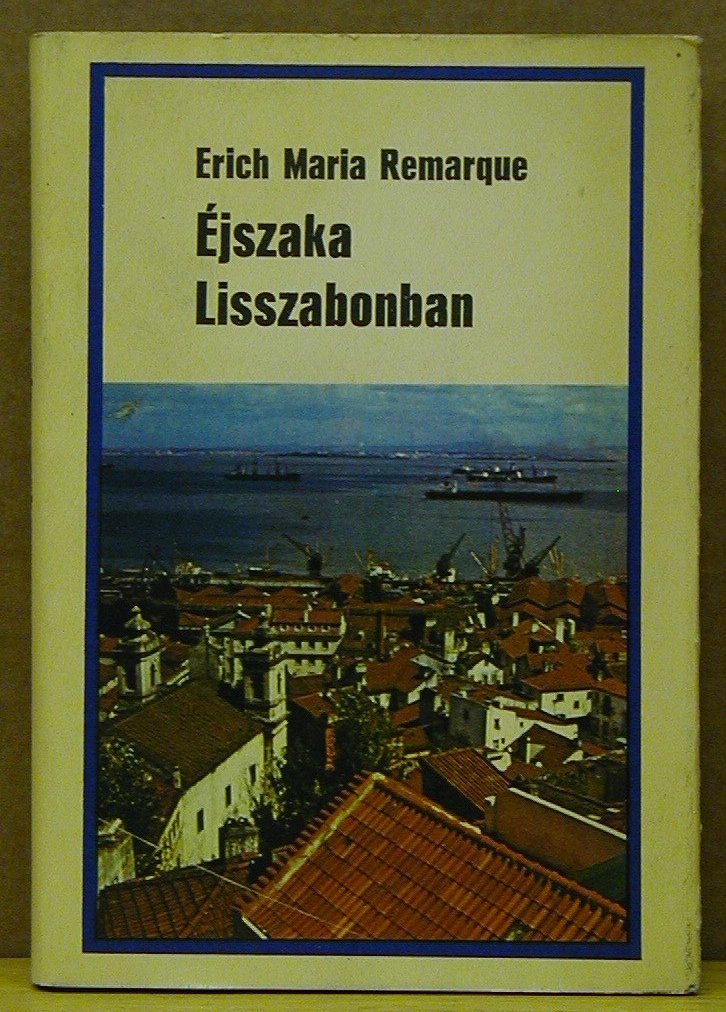 Erich Maria Remarque
Éjszaka
Lisszabonban